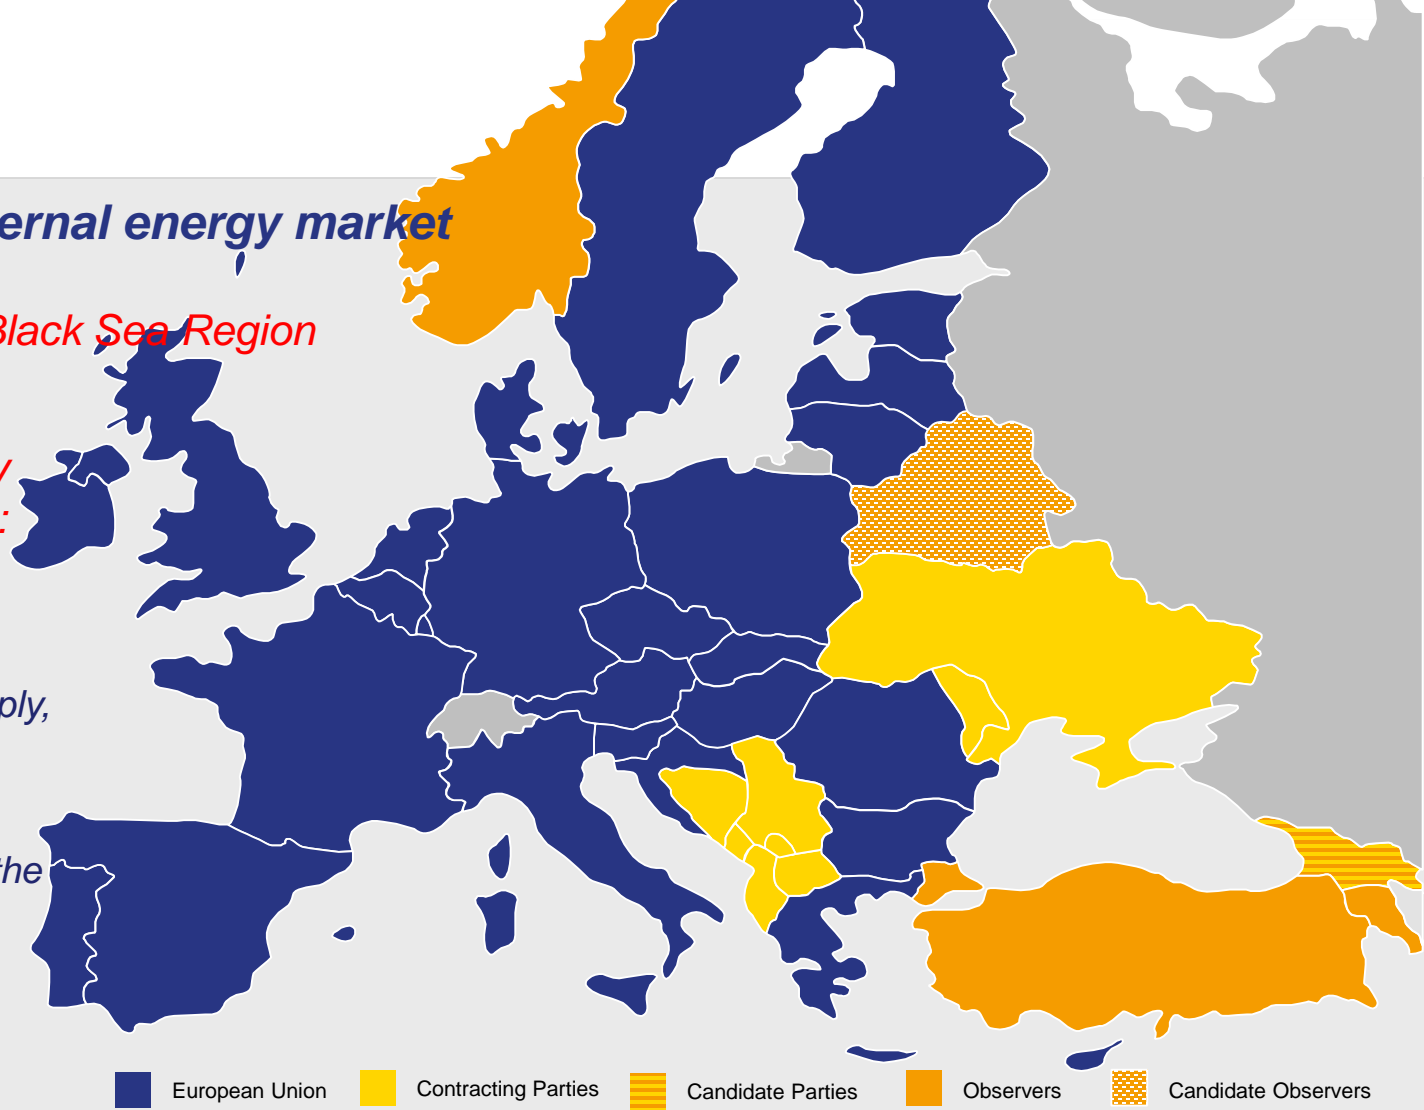 ernal energy market
Black Sea Region
y
:
ply,
the
European Union
Contracting Parties
Candidate Parties
Observers
Candidate Observers